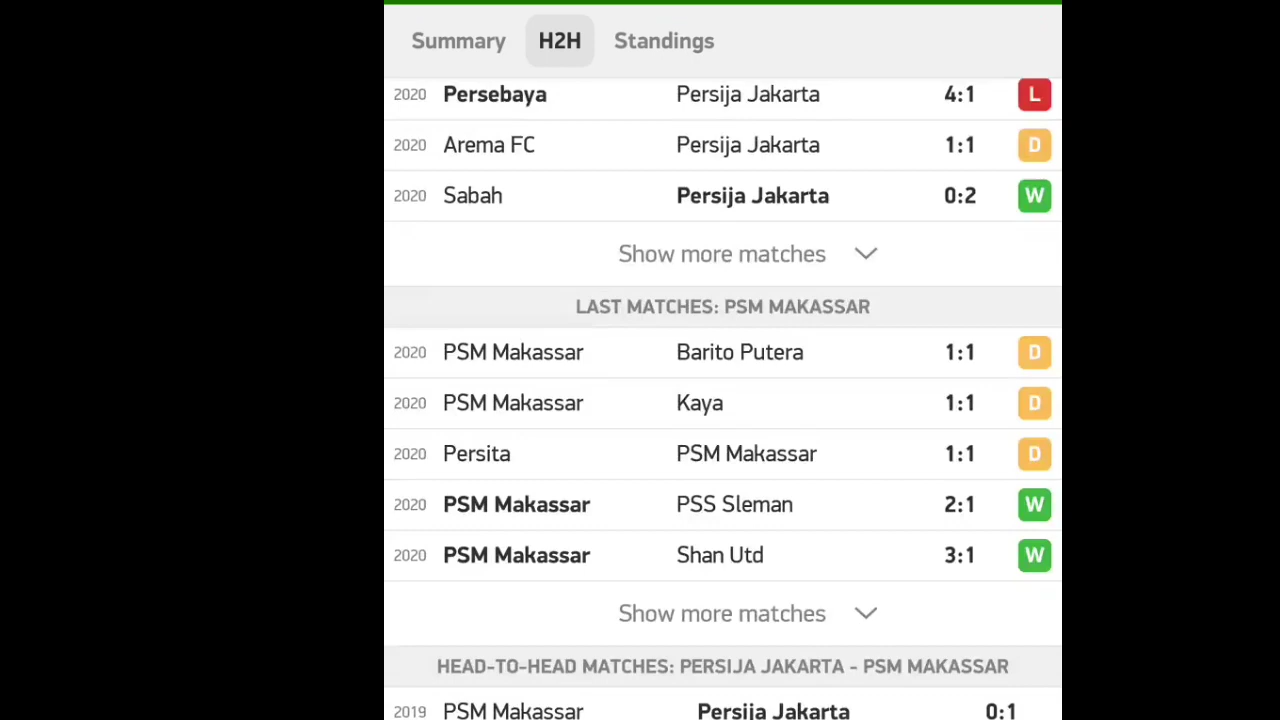 Summary H2H Standings
2020 Persebaya Persija Jakarta 4:1 L
2020 Arema FC Persija Jakarta 1:1 D
2020 Sabah Persija Jakarta 0:2 W
Show more matches
LAST MATCHES: PSM MAKASSAR
2020 PSM Makassar Barito Putera 1:1 D
2020 PSM Makassar Kaya 1:1 D
2020 Persita PSM Makassar 1:1 D
2020 PSM Makassar PSS Sleman 2:1 W
2020 PSM Makassar Shan Utd 3:1 W
Show more matches
HEAD-TO-HEAD MATCHES: PERSIJA JAKARTA - PSM MAKASSAR
2019 PSM Makassar Persija Jakarta 0:1